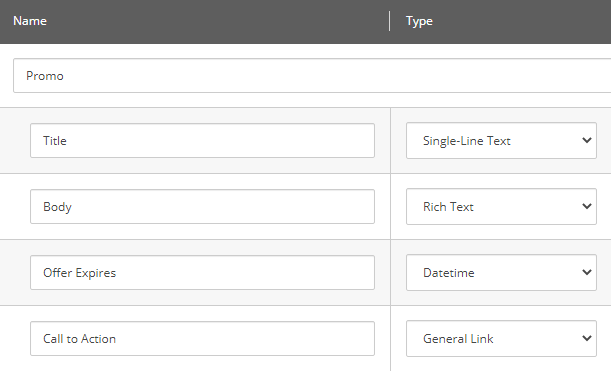 Name Type
Promo
Title Single-Line Text
Body Rich Text
Offer Expires Datetime
Call to Action General Link